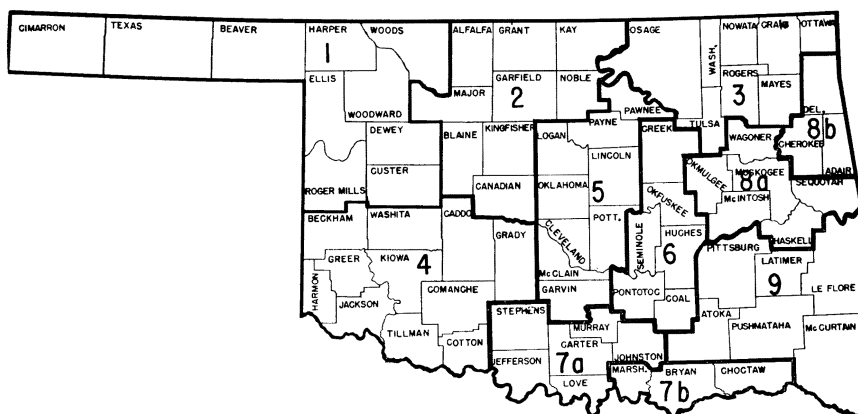 CIMARRON
TEXAS
BEAVER
HARPER
WOODS
ALFALFA
GRANT
KAY
OSAGE
NOWATA
CRAIG
OTTAWA
1
WASH.
ELLIS
GARFIELD
NOBLE
ROGERS
MAYES
MAJOR
2
3
WOODWARD
PAWNEE
DEL.
PAYNE
TULSA
8b
DEWEY
BLAINE
KINGFISHER
LOGAN
CREEK
WAGONER
CHEROKEE
LINCOLN
CUSTER
OKMULGEE
MUSKOGEE
ADAIR
8a
ROGER MILLS
CANADIAN
OKLAHOMA
5
OKFUSKEE
McINTOSH
SEQUOYAH
BECKHAM
WASHITA
CADDO
POTT.
GRADY
CLEVELAND
SEMINOLE
HUGHES
PITTSBURG
HASKELL
GREER
KIOWA
4
6
LATIMER
McCLAIN
9
HARMON
JACKSON
COMANCHE
GARVIN
PONTOTOC
COAL
LE FLORE
STEPHENS
ATOKA
TILLMAN
MURRAY
PUSHMATAHA
McCURTAIN
COTTON
CARTER
JEFFERSON
7a
JOHNSTON
MARSH.
BRYAN
CHOCTAW
LOVE
7b